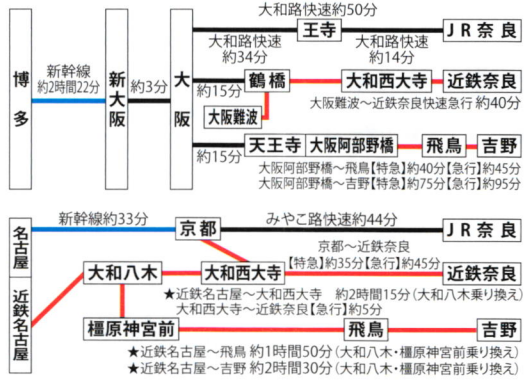 大和路快速約50分
王寺
JR奈良
大和路快速
約34分
大和路快速
約14分
博多
新幹線
約2時間22分
新大阪
約3分
大阪
約15分
鶴橋
大和西大寺
近鉄奈良
大阪難波
大阪難波～近鉄奈良快速急行 約40分
約15分
天王寺
大阪阿部野橋
飛鳥
吉野
大阪阿部野橋～飛鳥【特急】約40分【急行】約45分
大阪阿部野橋～吉野【特急】約75分【急行】約95分
名古屋
新幹線約33分
京都
みやこ路快速約44分
JR奈良
京都～近鉄奈良
【特急】約35分【急行】約45分
近鉄名古屋
大和八木
大和西大寺
近鉄奈良
★近鉄名古屋～大和西大寺 約2時間15分(大和八木乗り換え)
大和西大寺～近鉄奈良【急行】約5分
橿原神宮前
飛鳥
吉野
★近鉄名古屋～飛鳥 約1時間50分(大和八木・橿原神宮前乗り換え)
★近鉄名古屋～吉野 約2時間30分(大和八木・橿原神宮前乗り換え)